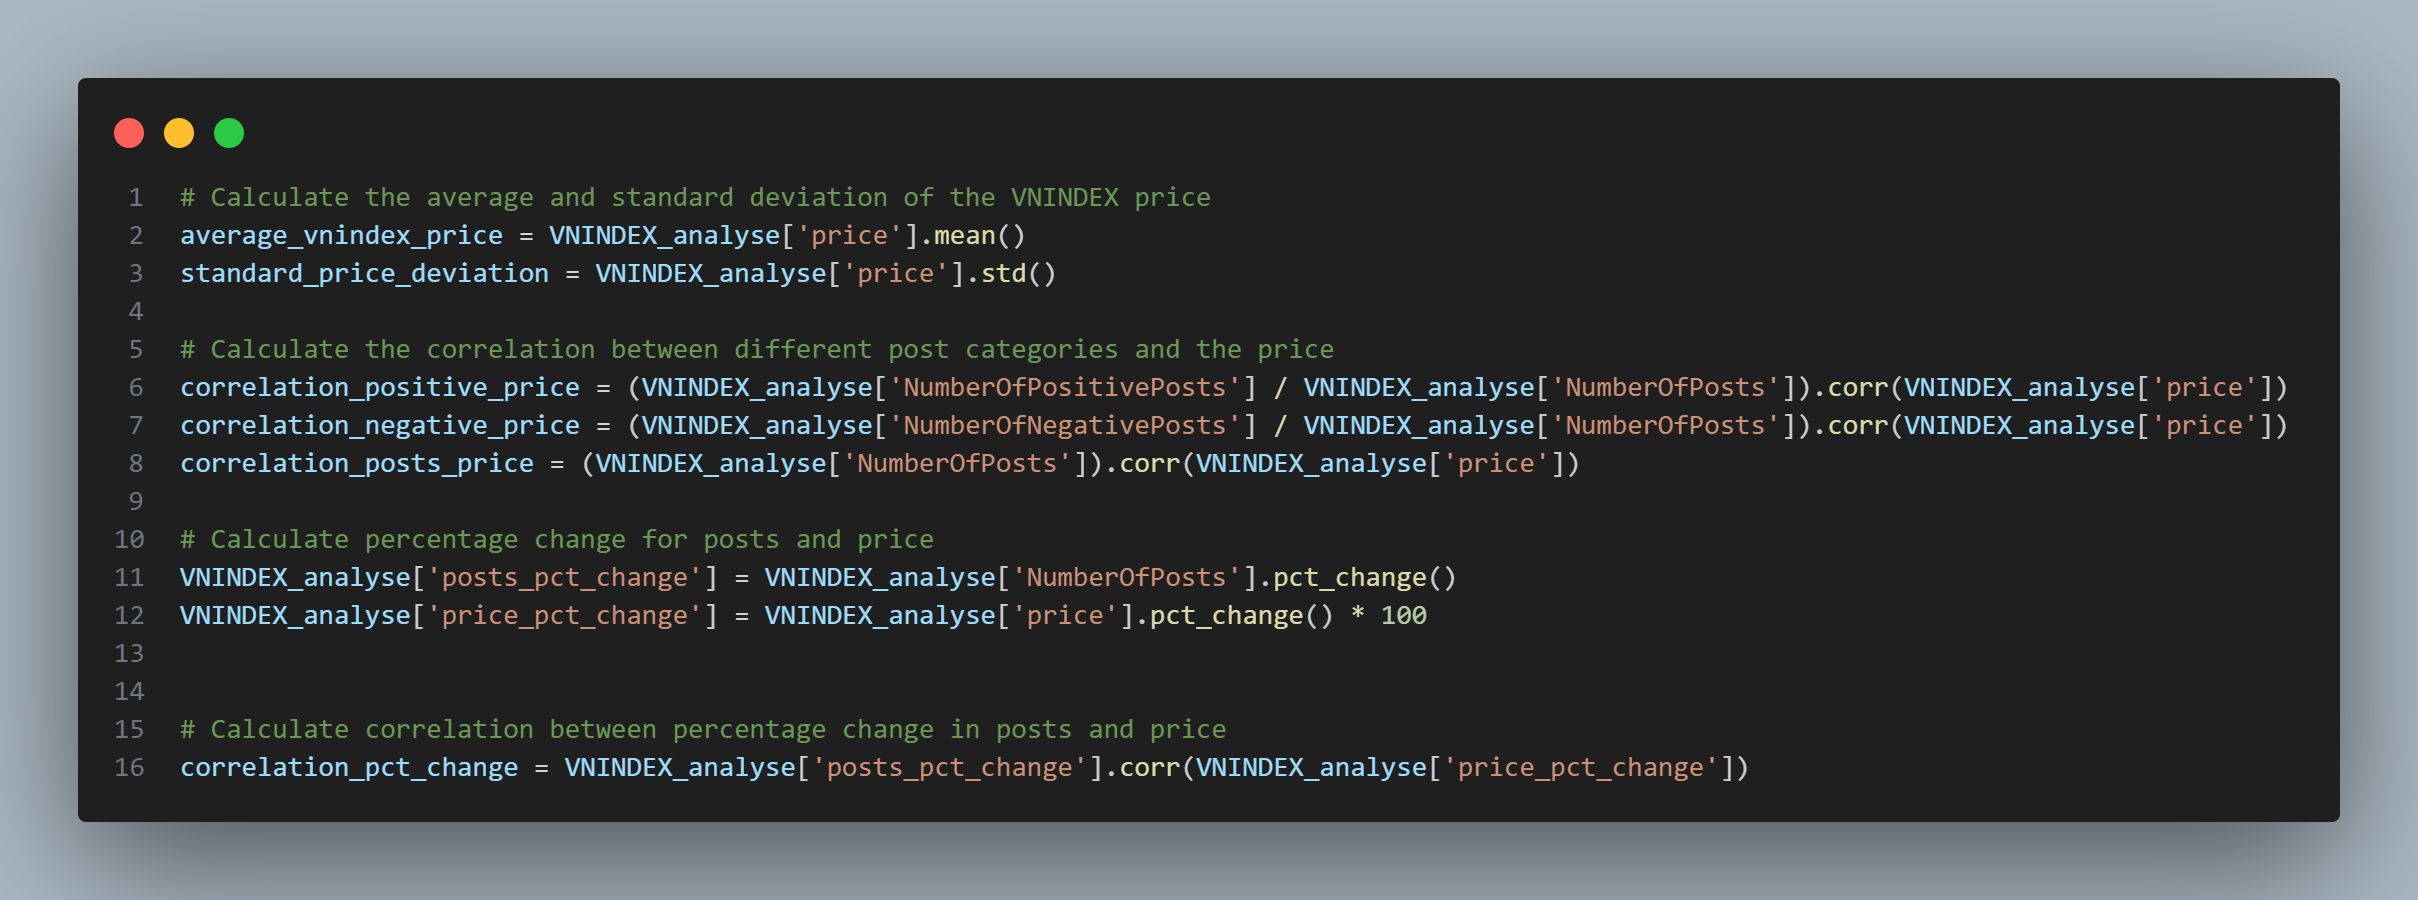 1 # Calculate the average and standard deviation of the VNINDEX price
2 average_vnindex_price = VNINDEX_analyse['price'].mean()
3 standard_price_deviation = VNINDEX_analyse['price'].std()
4
5 # Calculate the correlation between different post categories and the price
6 correlation_positive_price = (VNINDEX_analyse['NumberOfPositivePosts'] / VNINDEX_analyse['NumberOfPosts']).corr(VNINDEX_analyse['price'])
7 correlation_negative_price = (VNINDEX_analyse['NumberOfNegativePosts'] / VNINDEX_analyse['NumberOfPosts']).corr(VNINDEX_analyse['price'])
8 correlation_posts_price = (VNINDEX_analyse['NumberOfPosts']).corr(VNINDEX_analyse['price'])
9
10 # Calculate percentage change for posts and price
11 VNINDEX_analyse['posts_pct_change'] = VNINDEX_analyse['NumberOfPosts'].pct_change()
12 VNINDEX_analyse['price_pct_change'] = VNINDEX_analyse['price'].pct_change() * 100
13
14
15 # Calculate correlation between percentage change in posts and price
16 correlation_pct_change = VNINDEX_analyse['posts_pct_change'].corr(VNINDEX_analyse['price_pct_change'])